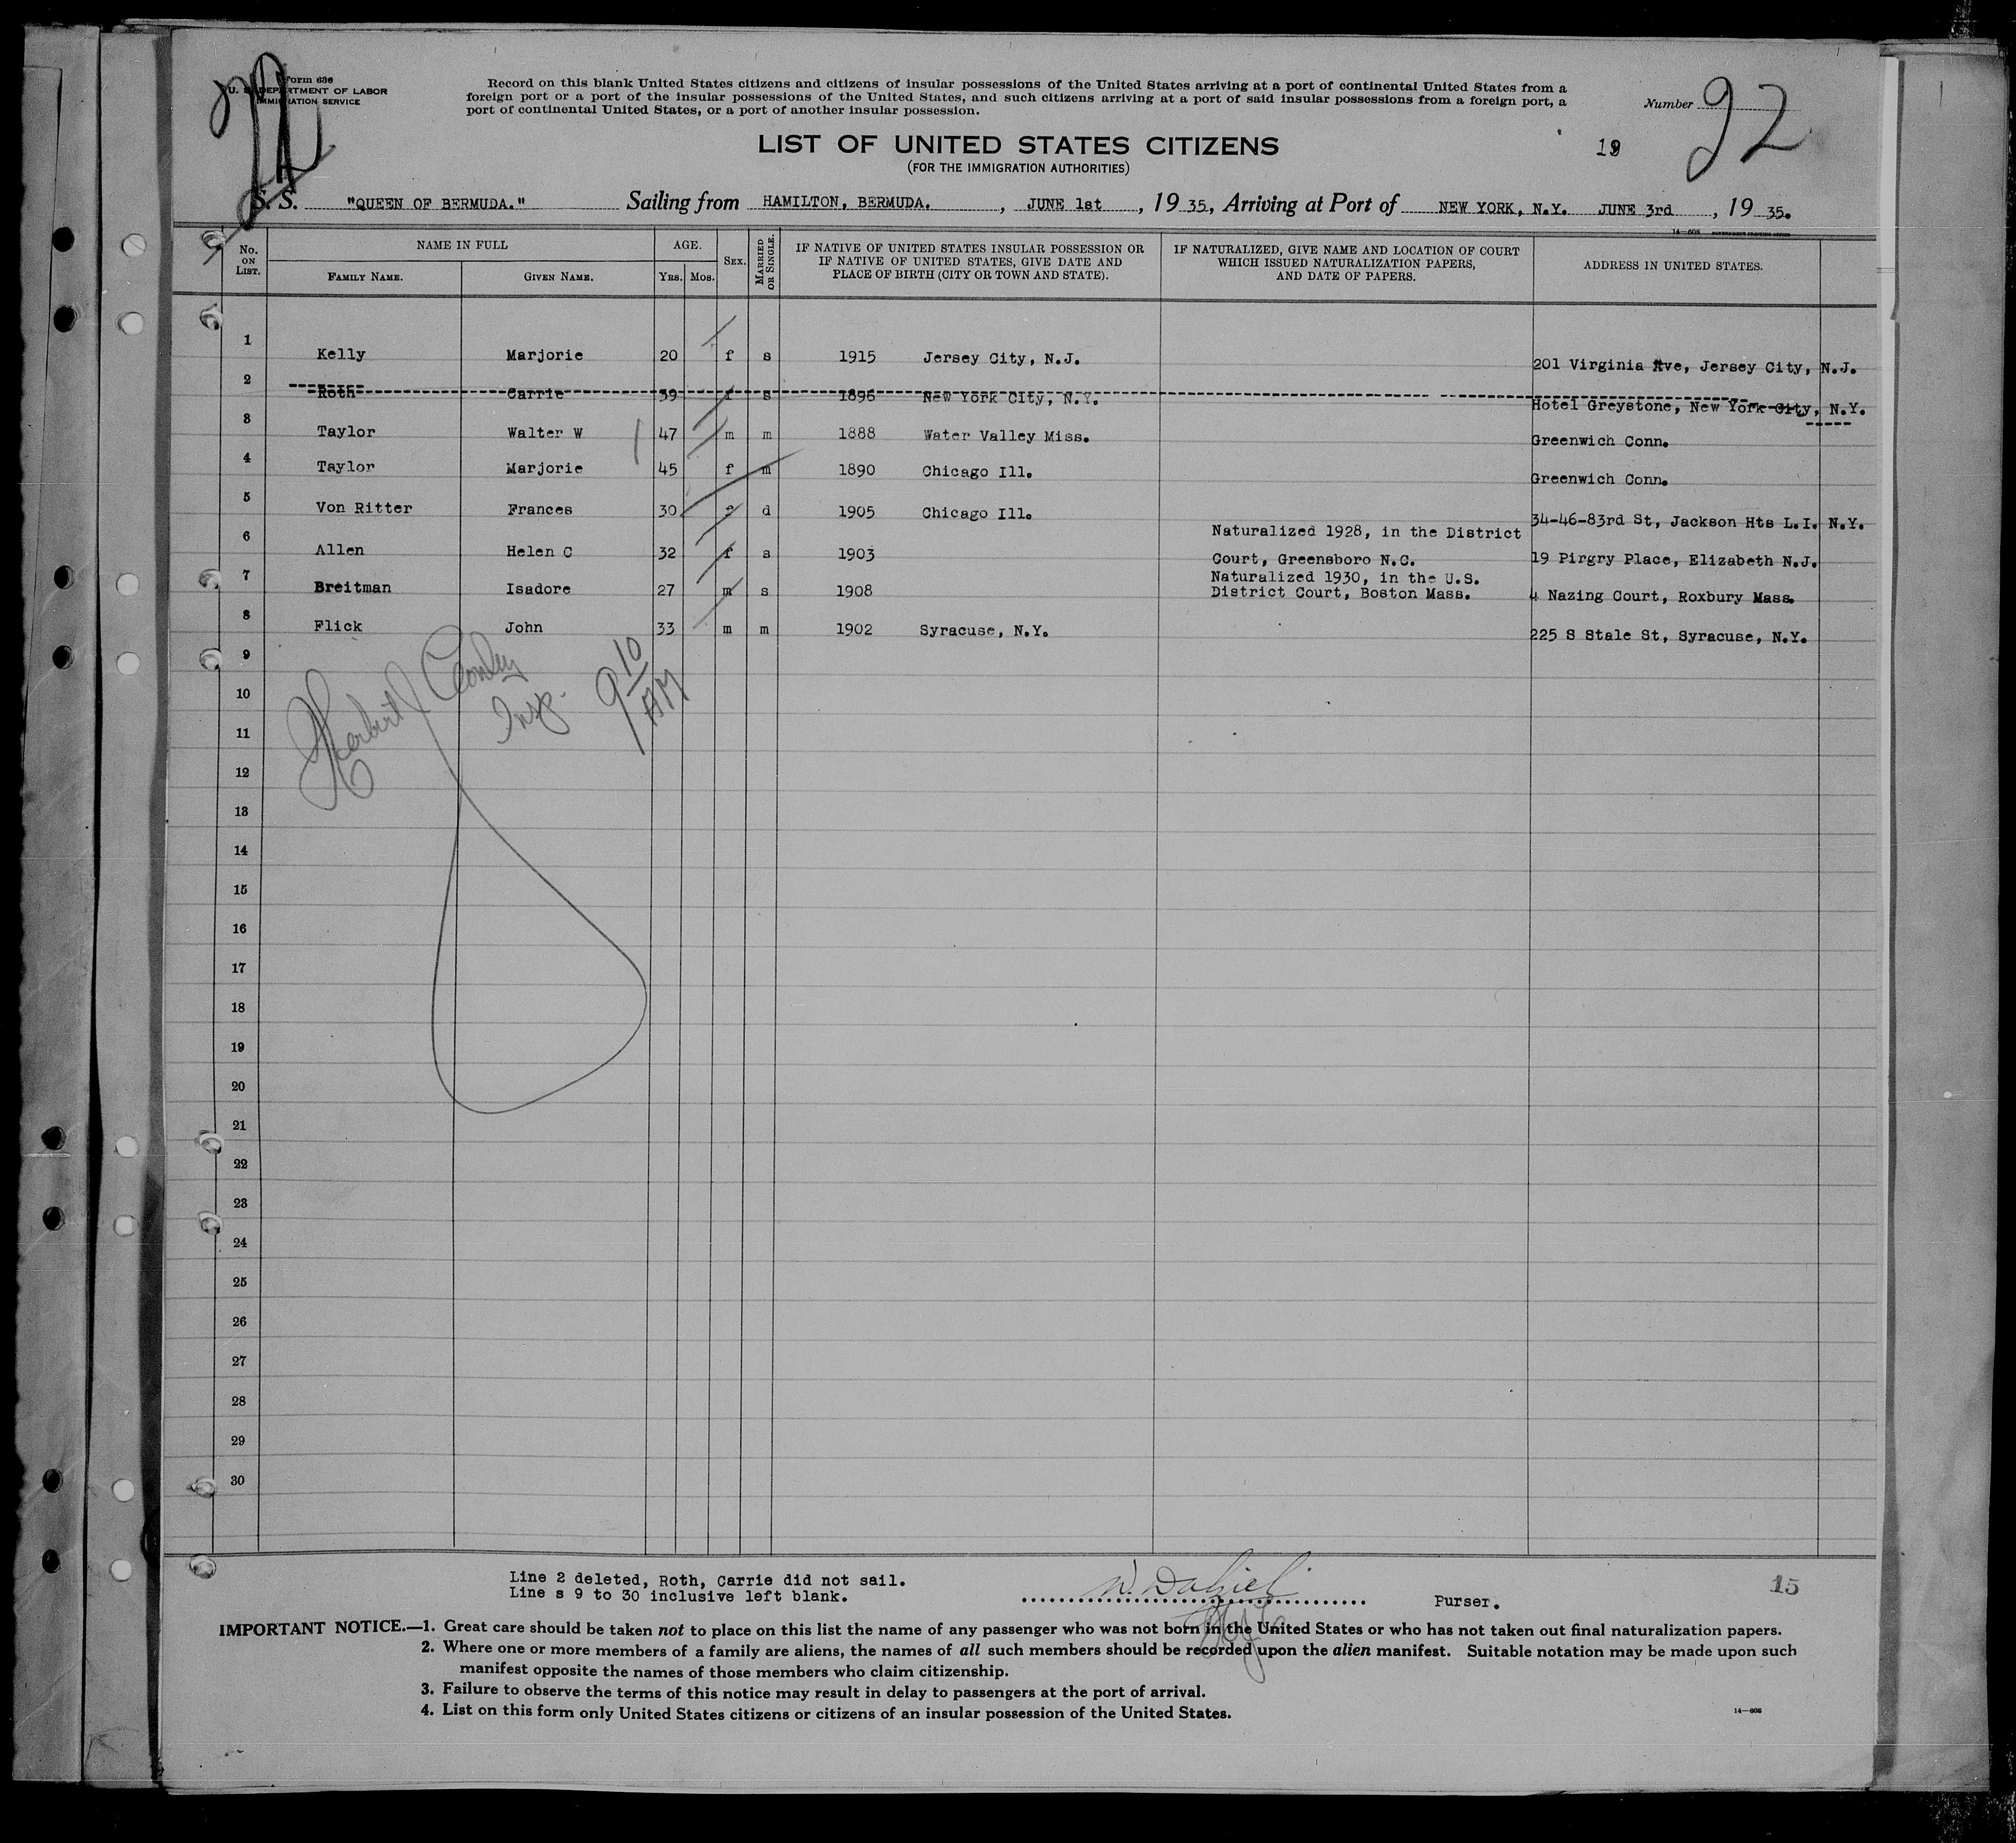 Form 630
U. S. DEPARTMENT OF LABOR
IMMIGRATION SERVICE
Record on this blank United States citizens and citizens of insular possessions of the United States arriving at a port of continental United States from a
foreign port or a port of the insular possessions of the United States, and such citizens arriving at a port of said insular possessions from a foreign port, a
port of continental United States, or a port of another insular possession.
Number 92
LIST OF UNITED STATES CITIZENS
(FOR THE IMMIGRATION AUTHORITIES)
S. S. "QUEEN OF BERMUDA." Sailing from HAMILTON, BERMUDA. , JUNE 1st , 19 35, Arriving at Port of NEW YORK, N.Y. JUNE 3rd , 19 35.
No. ON LIST. NAME IN FULL FAMILY NAME. GIVEN NAME. AGE. YRS. MOS. SEX. MARRIED OR SINGLE. IF NATIVE OF UNITED STATES INSULAR POSSESSION OR IF NATIVE OF UNITED STATES, GIVE DATE AND PLACE OF BIRTH (CITY OR TOWN AND STATE). IF NATURALIZED, GIVE NAME AND LOCATION OF COURT WHICH ISSUED NATURALIZATION PAPERS, AND DATE OF PAPERS. ADDRESS IN UNITED STATES.
1 Kelly Marjorie 20 f s 1915 Jersey City, N.J. 201 Virginia Ave, Jersey City, N.J.
2 Roth Carrie 39 f s 1896 New York City, N.Y. Hotel Greystone, New York City, N.Y.
3 Taylor Walter W 47 m m 1888 Water Valley Miss. Greenwich Conn.
4 Taylor Marjorie 45 f m 1890 Chicago Ill. Greenwich Conn.
5 Von Ritter Frances 30 f d 1905 Chicago Ill. 34-46-83rd St, Jackson Hts L.I. N.Y.
Naturalized 1928, in the District
6 Allen Helen C 32 f s 1903 Court, Greensboro N.C. 19 Pirgry Place, Elizabeth N.J.
Naturalized 1930, in the U.S.
7 Breitman Isadore 27 m s 1908 District Court, Boston Mass. 4 Nazing Court, Roxbury Mass.
8 Flick John 33 m m 1902 Syracuse, N.Y. 225 S Stale St, Syracuse, N.Y.
9
Insp. 9 10 AM
10
11
12
13
14
15
16
17
18
19
20
21
22
23
24
25
26
27
28
29
30
Line 2 deleted, Roth, Carrie did not sail.
Line s 9 to 30 inclusive left blank.
Purser.
15
IMPORTANT NOTICE.—1. Great care should be taken not to place on this list the name of any passenger who was not born in the United States or who has not taken out final naturalization papers.
2. Where one or more members of a family are aliens, the names of all such members should be recorded upon the alien manifest. Suitable notation may be made upon such
manifest opposite the names of those members who claim citizenship.
3. Failure to observe the terms of this notice may result in delay to passengers at the port of arrival.
4. List on this form only United States citizens or citizens of an insular possession of the United States.
14—606